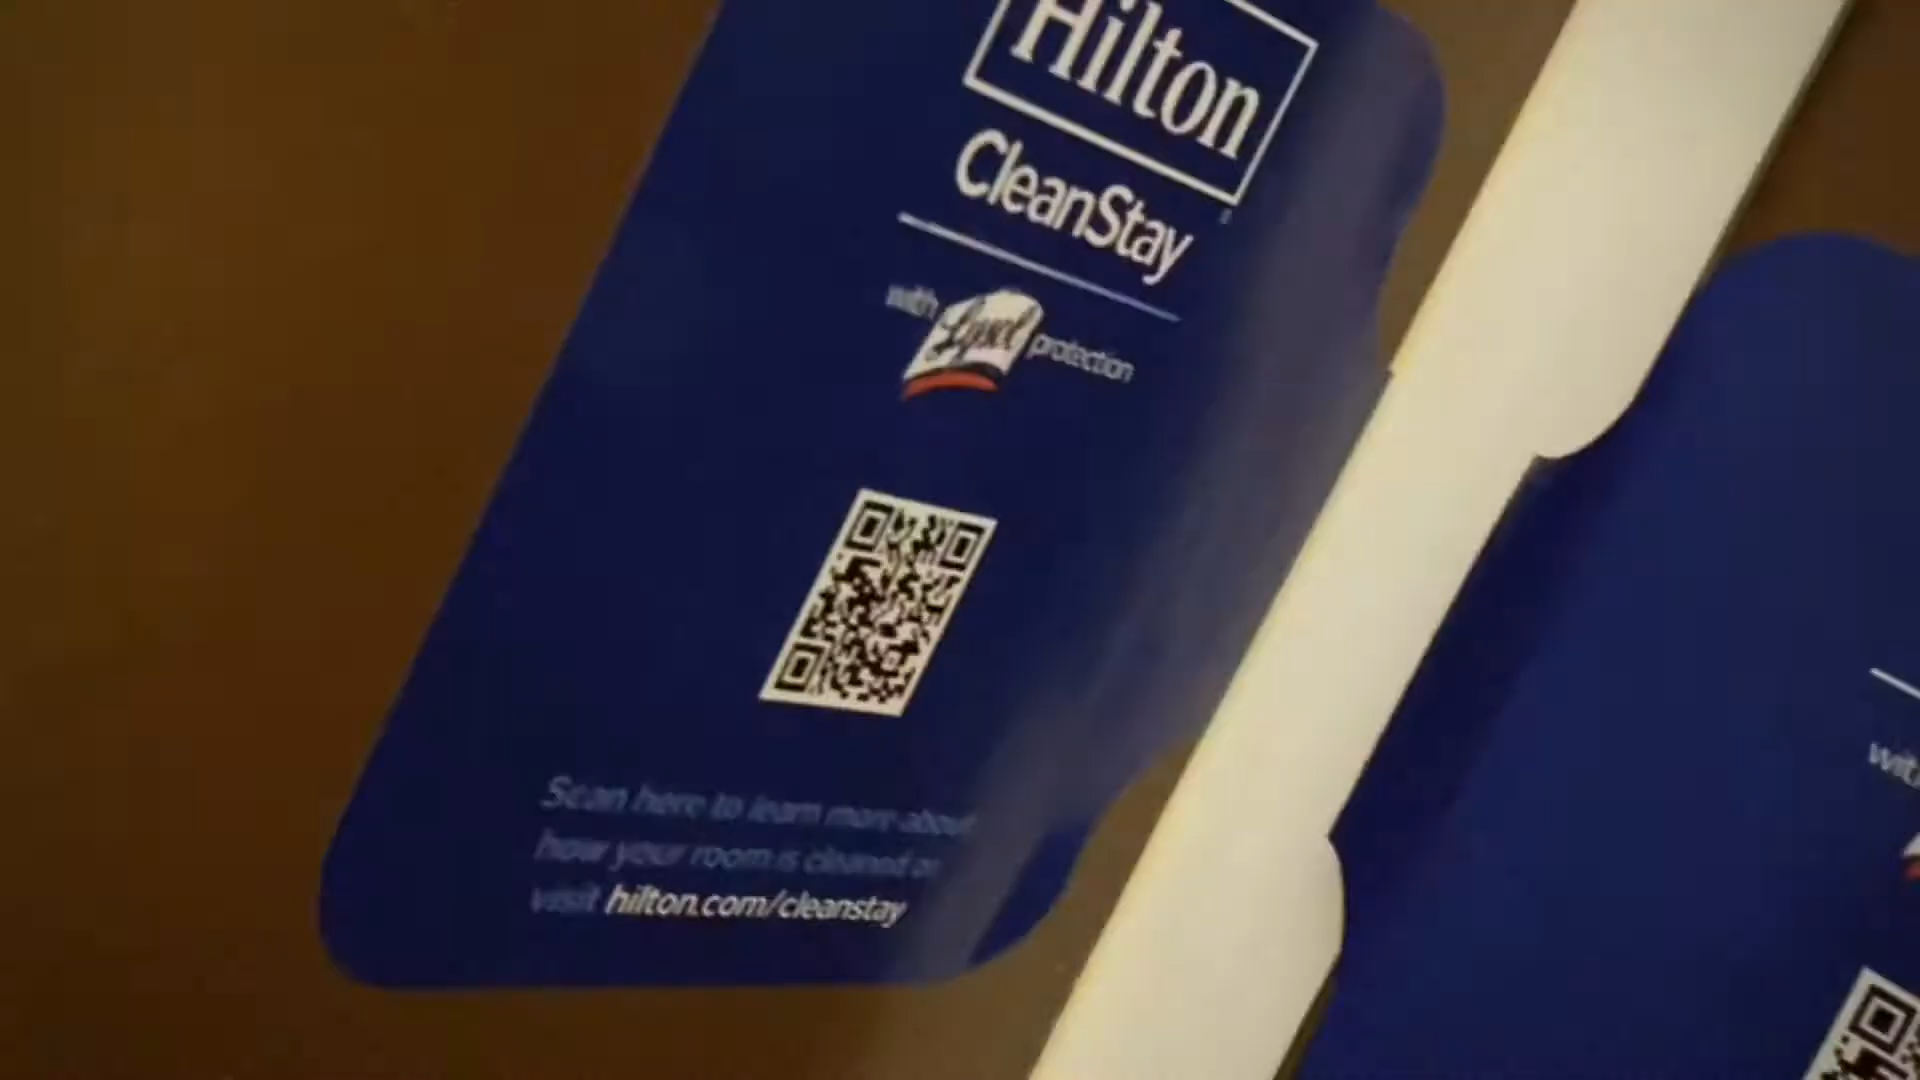 Hilton
CleanStay
with Lysol protection
Scan here to learn more about
how your room is cleaned or
visit hilton.com/cleanstay